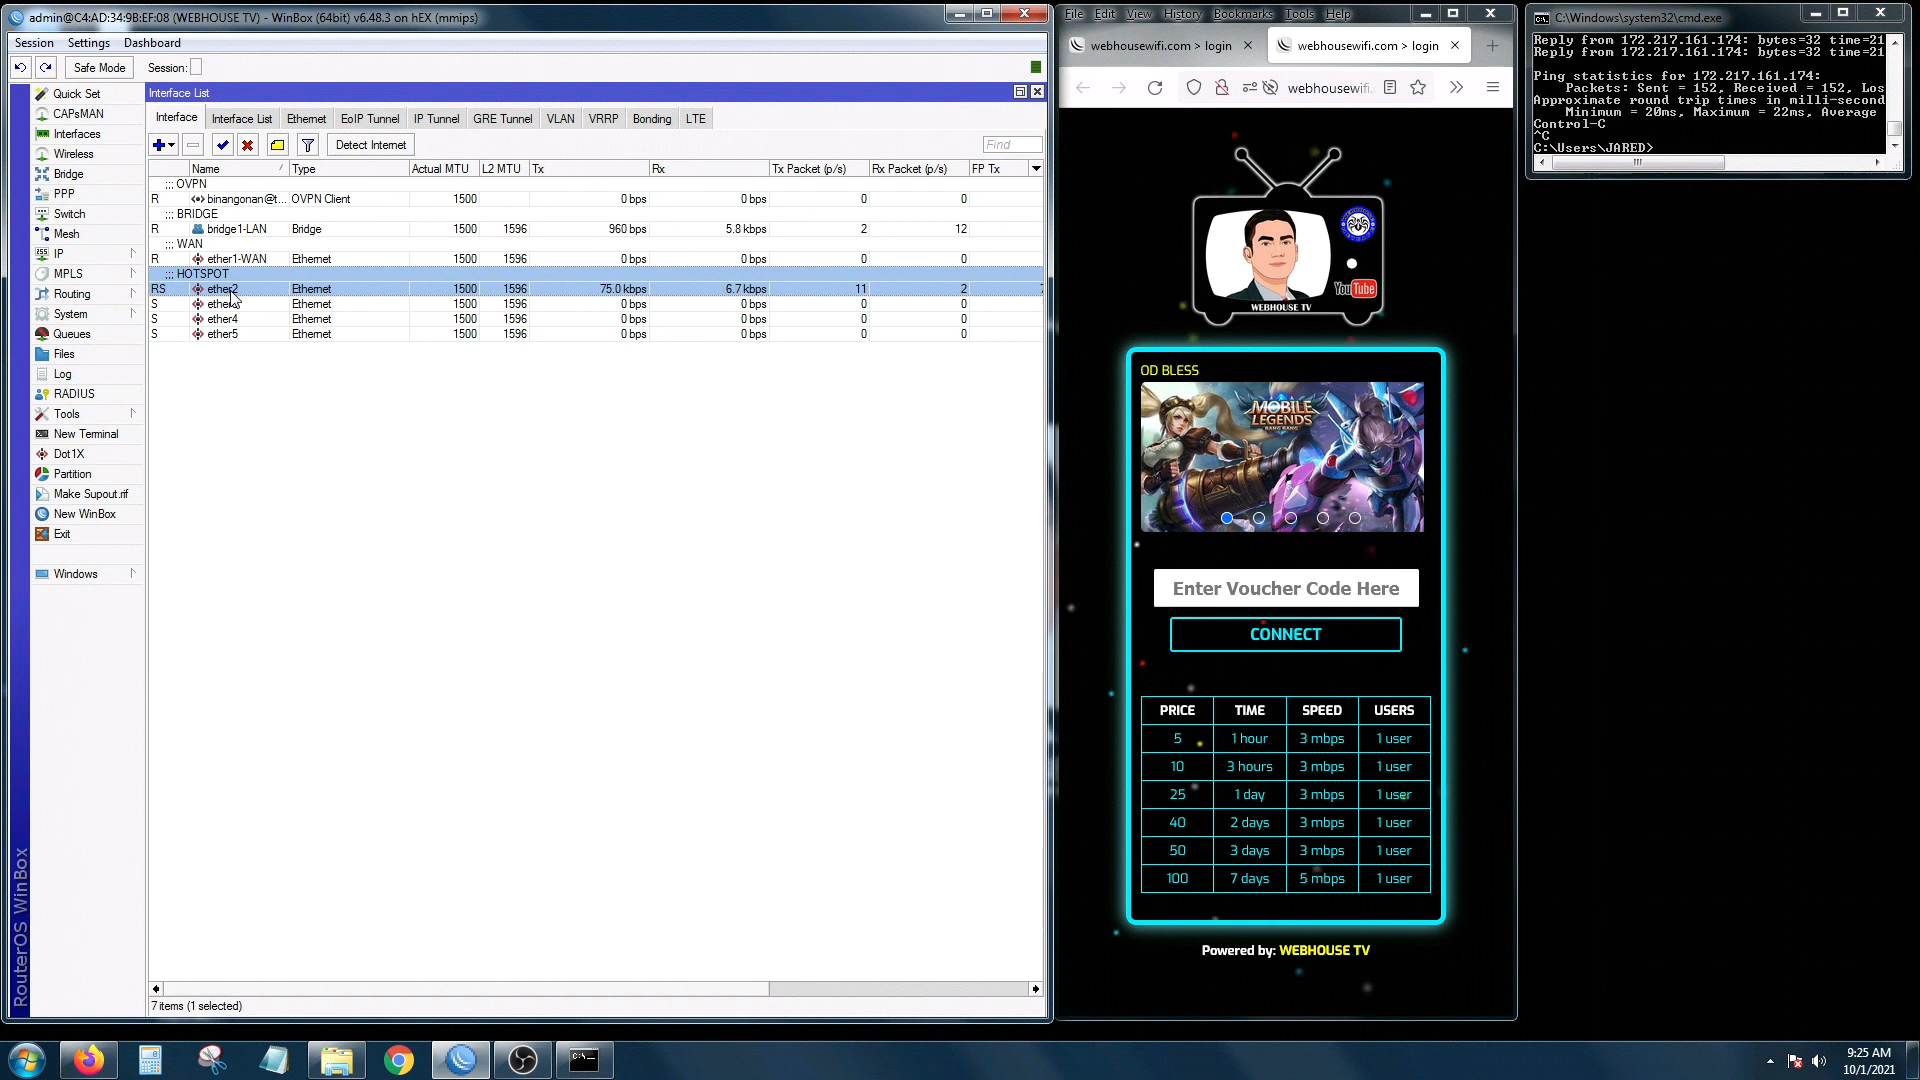 admin@C4:AD:34:9B:EF:08 (WEBHOUSE TV) - WinBox (64bit) v6.48.3 on hEX (mmips)
Session Settings Dashboard
Safe Mode Session:
Quick Set
CAPsMAN
Interfaces
Wireless
Bridge
PPP
Switch
Mesh
IP
MPLS
Routing
System
Queues
Files
Log
RADIUS
Tools
New Terminal
Dot1X
Partition
Make Supout.rif
New WinBox
Exit
Windows
RouterOS WinBox
Interface List
Interface Interface List Ethernet EoIP Tunnel IP Tunnel GRE Tunnel VLAN VRRP Bonding LTE
Detect Internet Find
Name Type Actual MTU L2 MTU Tx Rx Tx Packet (p/s) Rx Packet (p/s) FP Tx
;;; OVPN
R binangonan@t... OVPN Client 1500 0 bps 0 bps 0 0
;;; BRIDGE
R bridge1-LAN Bridge 1500 1596 960 bps 5.8 kbps 2 12
;;; WAN
R ether1-WAN Ethernet 1500 1596 0 bps 0 bps 0 0
;;; HOTSPOT
RS ether2 Ethernet 1500 1596 75.0 kbps 6.7 kbps 11 2 7
S Ethernet 1500 1596 0 bps 0 bps 0 0
S ether4 Ethernet 1500 1596 0 bps 0 bps 0 0
S ether5 Ethernet 1500 1596 0 bps 0 bps 0 0
7 items (1 selected)
File Edit View History Bookmarks Tools Help
webhousewifi.com > login webhousewifi.com > login
webhousewifi.
YouTube
WEBHOUSE TV
OD BLESS
MOBILE
LEGENDS
BANG BANG
Enter Voucher Code Here
CONNECT
PRICE TIME SPEED USERS
5 1 hour 3 mbps 1 user
10 3 hours 3 mbps 1 user
25 1 day 3 mbps 1 user
40 2 days 3 mbps 1 user
50 3 days 3 mbps 1 user
100 7 days 5 mbps 1 user
Powered by: WEBHOUSE TV
C:\Windows\system32\cmd.exe
Reply from 172.217.161.174: bytes=32 time=21
Reply from 172.217.161.174: bytes=32 time=21
Ping statistics for 172.217.161.174:
Packets: Sent = 152, Received = 152, Los
Approximate round trip times in milli-second
Minimum = 20ms, Maximum = 22ms, Average
Control-C
^C
C:\Users\JARED>
9:25 AM
10/1/2021